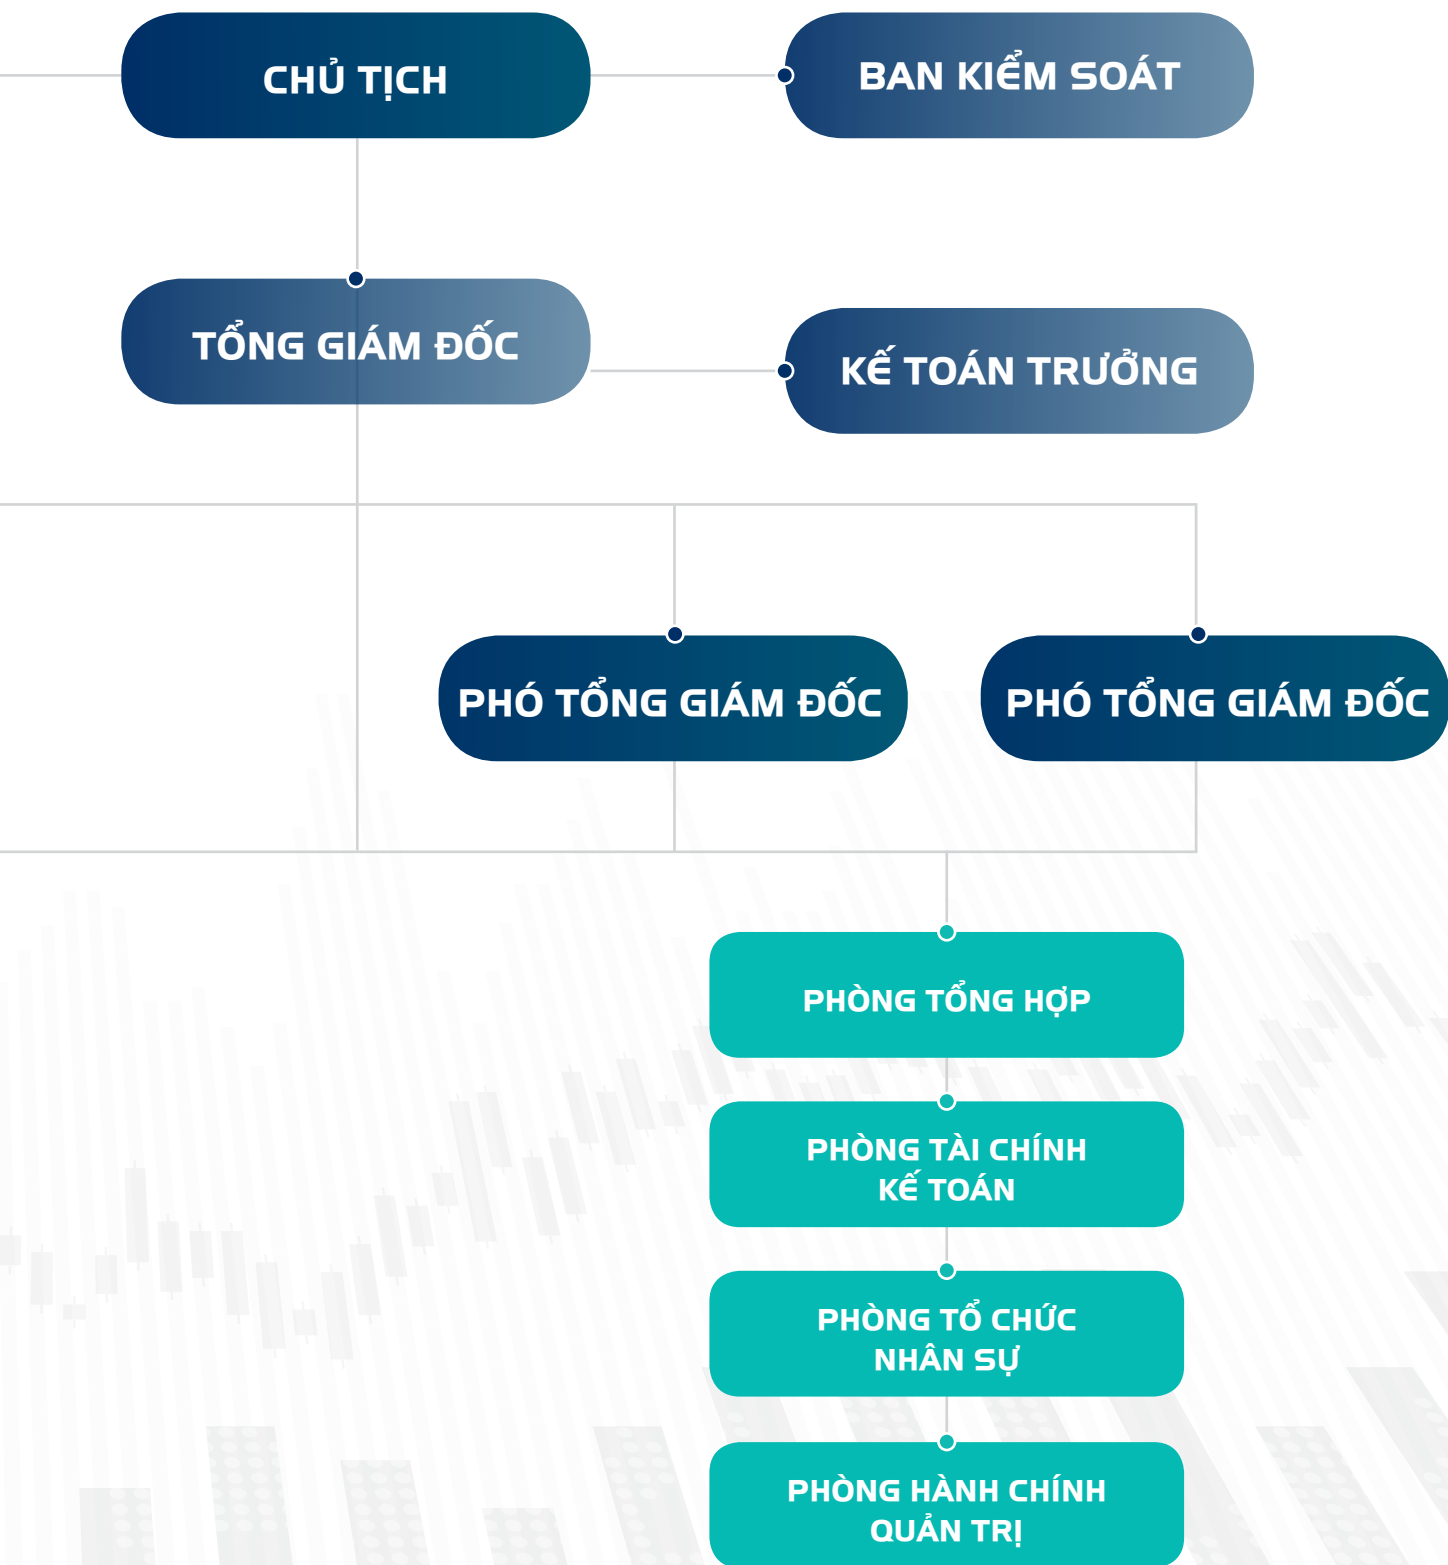 CHỦ TỊCH
BAN KIỂM SOÁT
TỔNG GIÁM ĐỐC
KẾ TOÁN TRƯỞNG
PHÓ TỔNG GIÁM ĐỐC
PHÓ TỔNG GIÁM ĐỐC
PHÒNG TỔNG HỢP
PHÒNG TÀI CHÍNH
KẾ TOÁN
PHÒNG TỔ CHỨC
NHÂN SỰ
PHÒNG HÀNH CHÍNH
QUẢN TRỊ